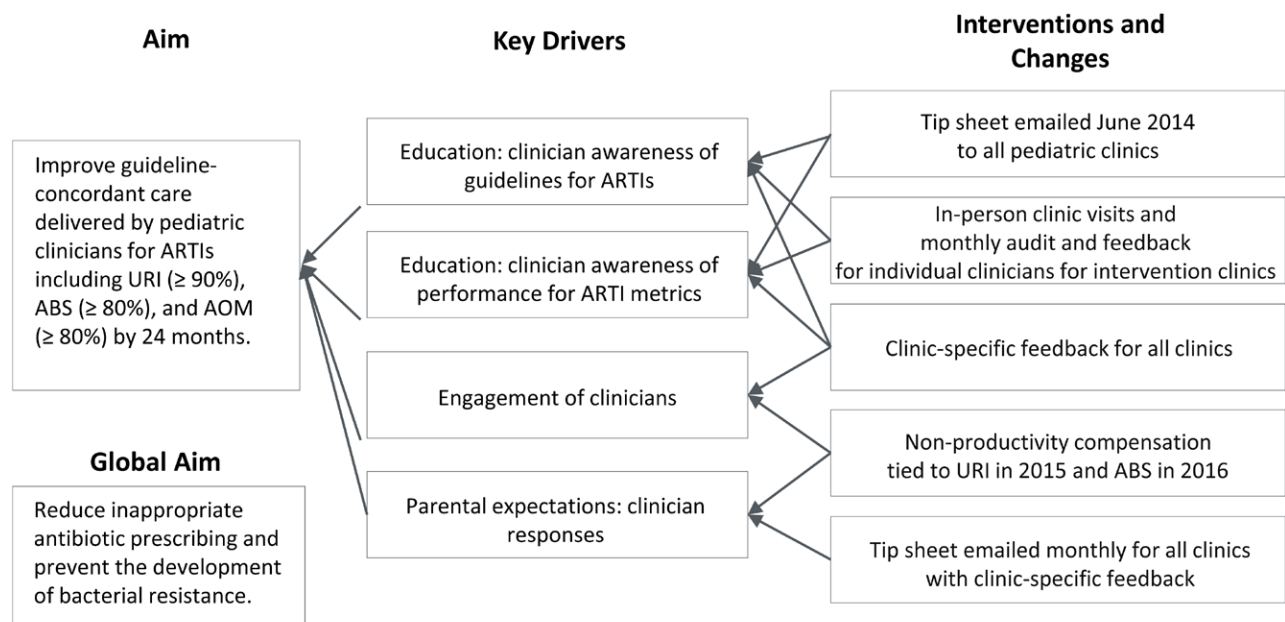 Aim
Improve guideline-
concordant care
delivered by pediatric
clinicians for ARTIs
including URI (≥ 90%),
ABS (≥ 80%), and AOM
(≥ 80%) by 24 months.
Global Aim
Reduce inappropriate
antibiotic prescribing and
prevent the development
of bacterial resistance.
Key Drivers
Education: clinician awareness of
guidelines for ARTIs
Education: clinician awareness of
performance for ARTI metrics
Engagement of clinicians
Parental expectations: clinician
responses
Interventions and
Changes
Tip sheet emailed June 2014
to all pediatric clinics
In-person clinic visits and
monthly audit and feedback
for individual clinicians for intervention clinics
Clinic-specific feedback for all clinics
Non-productivity compensation
tied to URI in 2015 and ABS in 2016
Tip sheet emailed monthly for all clinics
with clinic-specific feedback